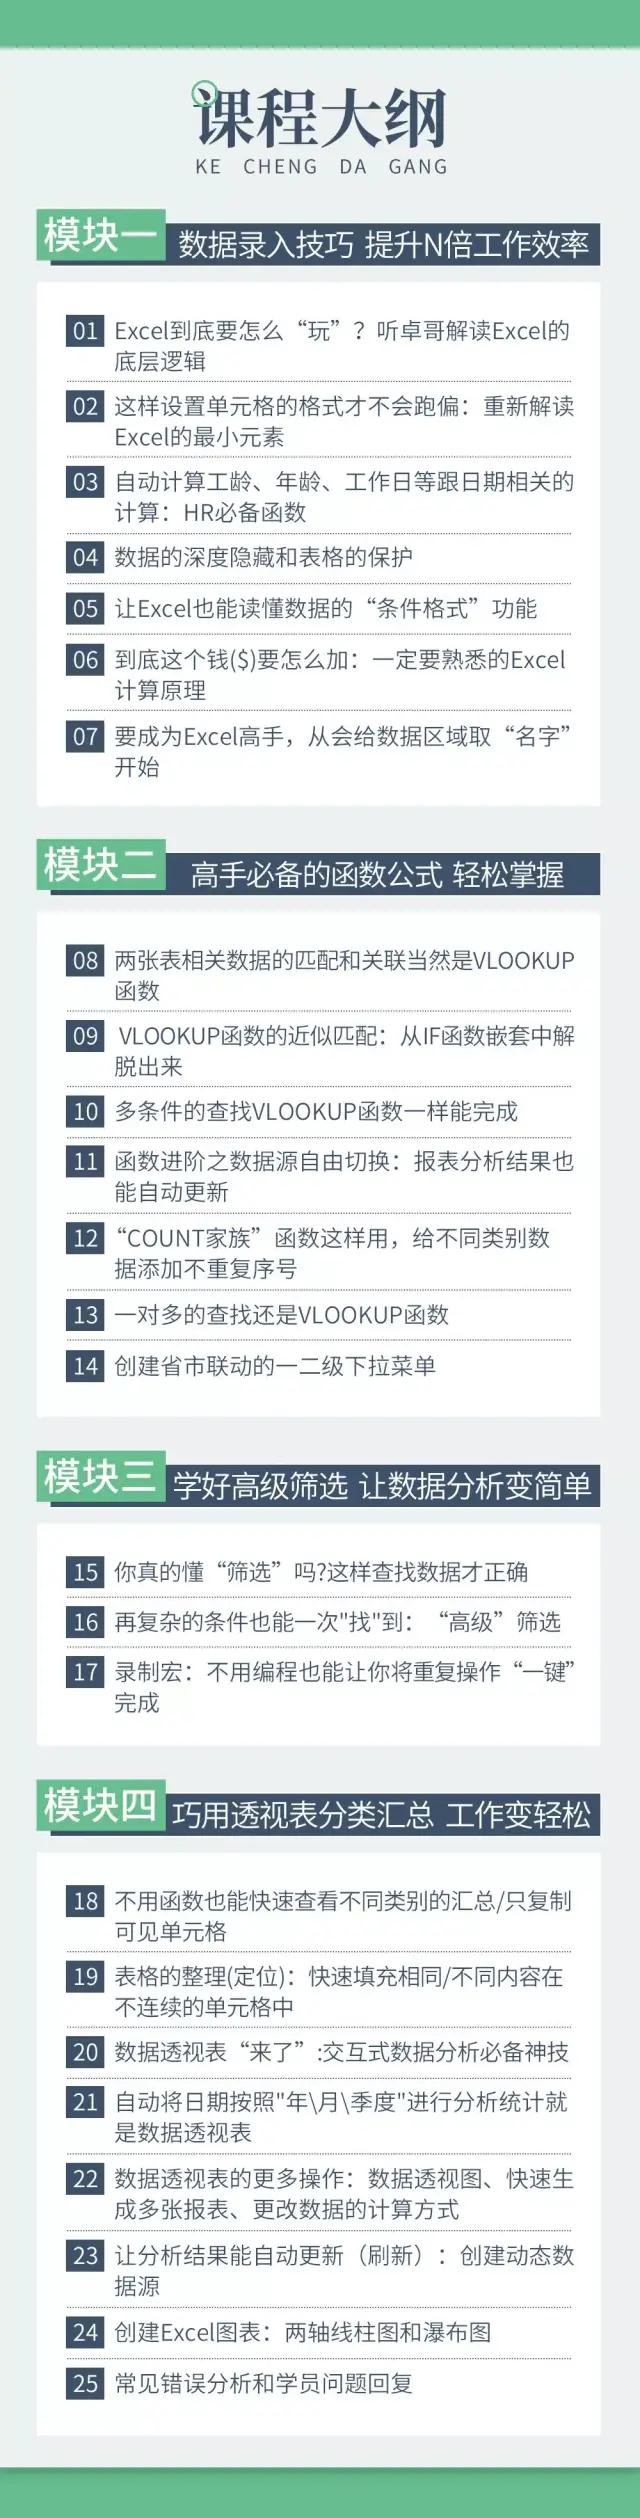 课程大纲
KE CHENG DA GANG
模块一
数据录入技巧 提升N倍工作效率
01 Excel到底要怎么“玩”？听卓哥解读Excel的
底层逻辑
02 这样设置单元格的格式才不会跑偏：重新解读
Excel的最小元素
03 自动计算工龄、年龄、工作日等跟日期相关的
计算：HR必备函数
04 数据的深度隐藏和表格的保护
05 让Excel也能读懂数据的“条件格式”功能
06 到底这个钱($)要怎么加：一定要熟悉的Excel
计算原理
07 要成为Excel高手，从会给数据区域取“名字”
开始
模块二
高手必备的函数公式 轻松掌握
08 两张表相关数据的匹配和关联当然是VLOOKUP
函数
09 VLOOKUP函数的近似匹配：从IF函数嵌套中解
脱出来
10 多条件的查找VLOOKUP函数一样能完成
11 函数进阶之数据源自由切换：报表分析结果也
能自动更新
12 “COUNT家族”函数这样用，给不同类别数
据添加不重复序号
13 一对多的查找还是VLOOKUP函数
14 创建省市联动的一二级下拉菜单
模块三
学好高级筛选 让数据分析变简单
15 你真的懂“筛选”吗?这样查找数据才正确
16 再复杂的条件也能一次"找"到：“高级”筛选
17 录制宏：不用编程也能让你将重复操作“一键”
完成
模块四
巧用透视表分类汇总 工作变轻松
18 不用函数也能快速查看不同类别的汇总/只复制
可见单元格
19 表格的整理(定位)：快速填充相同/不同内容在
不连续的单元格中
20 数据透视表“来了”:交互式数据分析必备神技
21 自动将日期按照"年\月\季度"进行分析统计就
是数据透视表
22 数据透视表的更多操作：数据透视图、快速生
成多张报表、更改数据的计算方式
23 让分析结果能自动更新（刷新）：创建动态数
据源
24 创建Excel图表：两轴线柱图和瀑布图
25 常见错误分析和学员问题回复